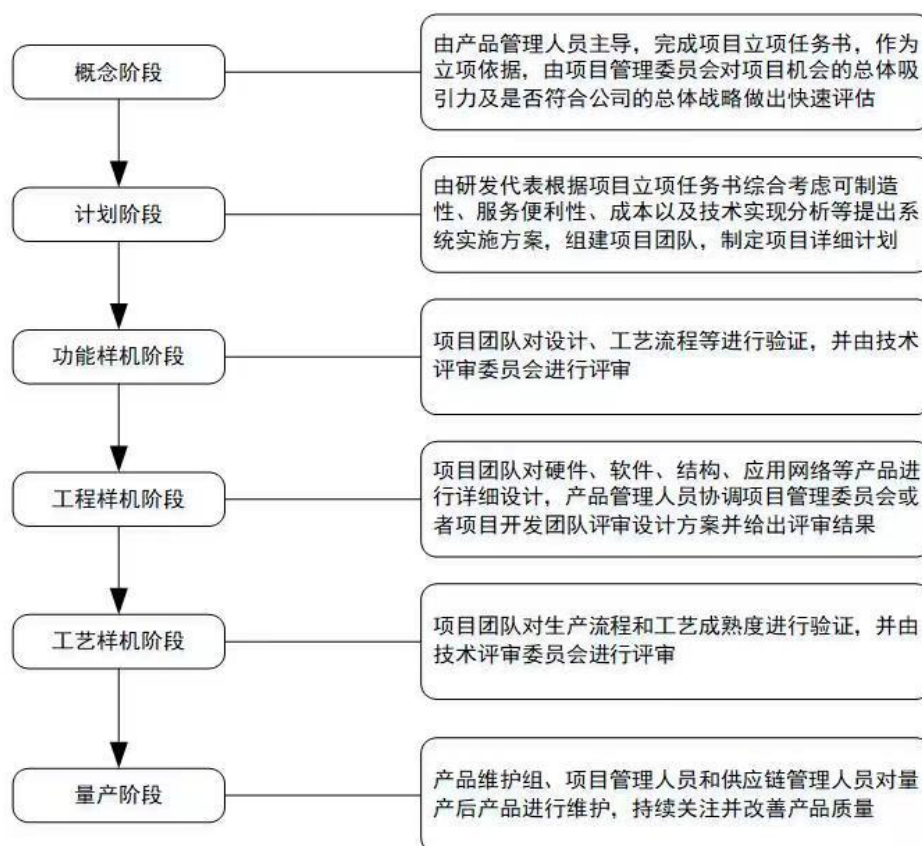 概念阶段
由产品管理人员主导，完成项目立项任务书，作为
立项依据，由项目管理委员会对项目机会的总体吸
引力及是否符合公司的总体战略做出快速评估
计划阶段
由研发代表根据项目立项任务书综合考虑可制造
性、服务便利性、成本以及技术实现分析等提出系
统实施方案，组建项目团队，制定项目详细计划
功能样机阶段
项目团队对设计、工艺流程等进行验证，并由技术
评审委员会进行评审
工程样机阶段
项目团队对硬件、软件、结构、应用网络等产品进
行详细设计，产品管理人员协调项目管理委员会或
者项目开发团队评审设计方案并给出评审结果
工艺样机阶段
项目团队对生产流程和工艺成熟度进行验证，并由
技术评审委员会进行评审
量产阶段
产品维护组、项目管理人员和供应链管理人员对量
产后产品进行维护，持续关注并改善产品质量